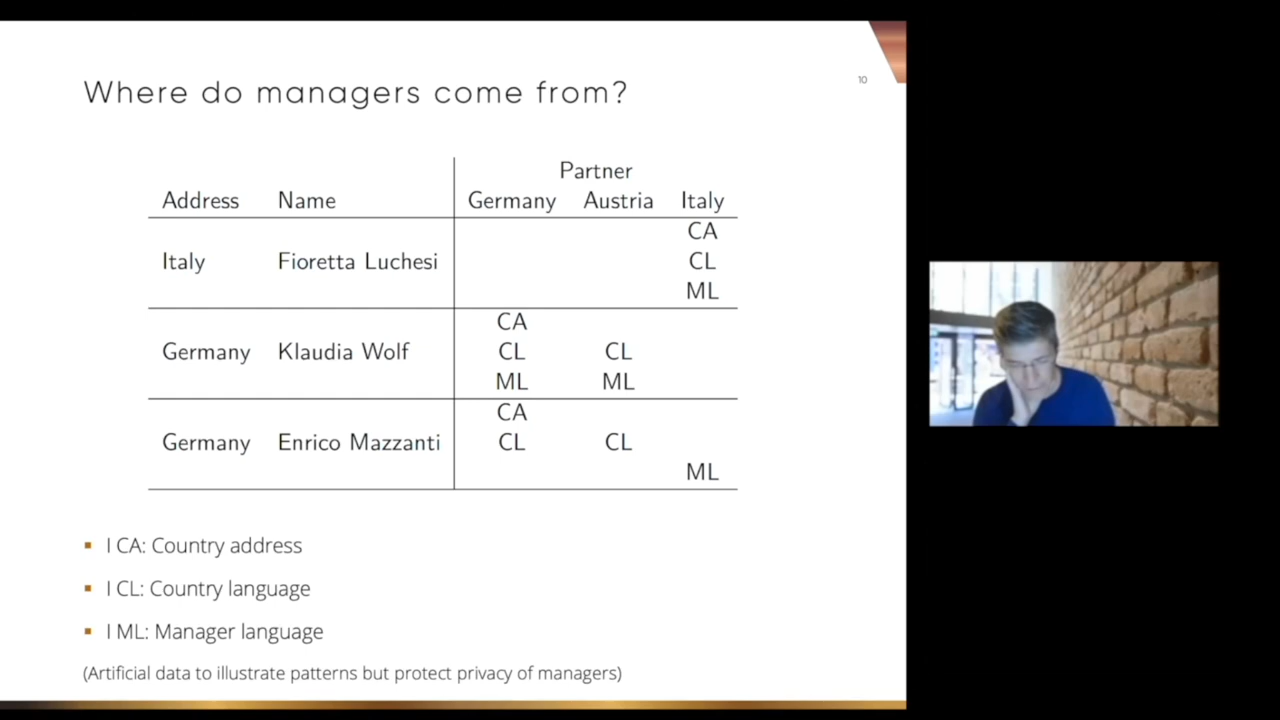 10
Where do managers come from?
Partner
Address Name Germany Austria Italy
CA
Italy Fioretta Luchesi CL
ML
CA
Germany Klaudia Wolf CL CL
ML ML
CA
Germany Enrico Mazzanti CL CL
ML
I CA: Country address
I CL: Country language
I ML: Manager language
(Artificial data to illustrate patterns but protect privacy of managers)